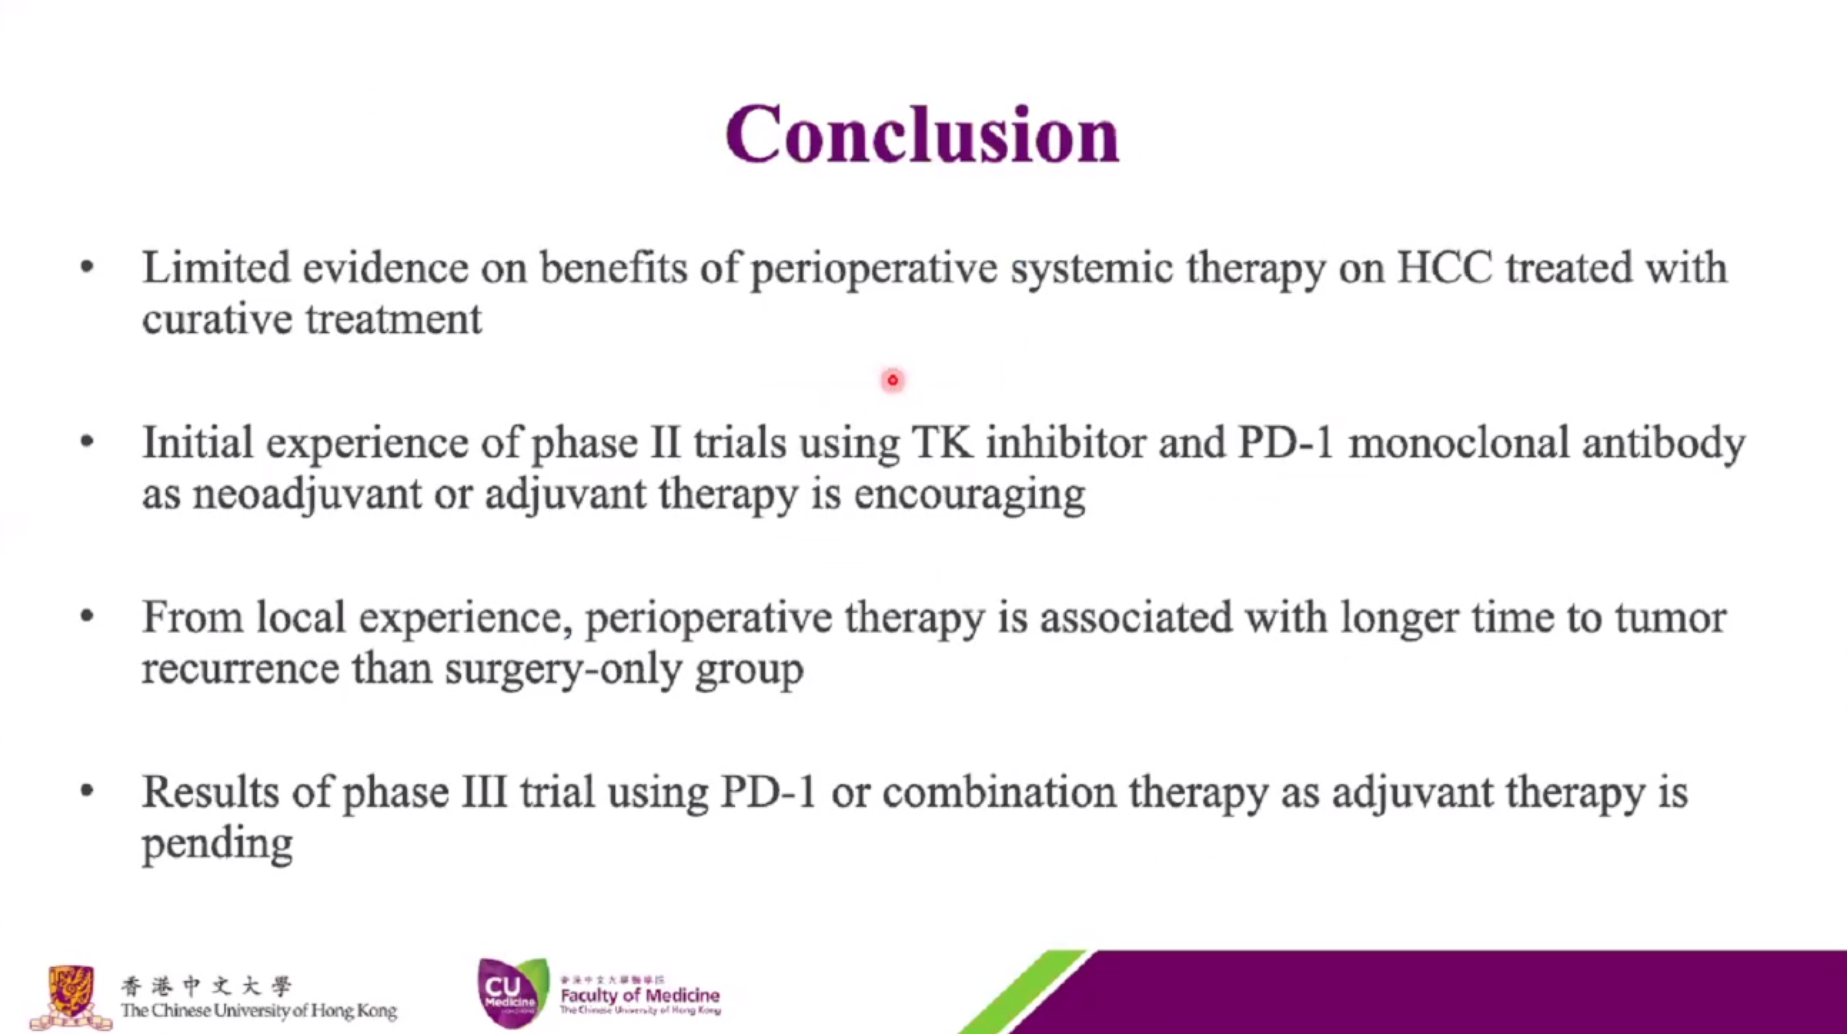 Conclusion
• Limited evidence on benefits of perioperative systemic therapy on HCC treated with
curative treatment
• Initial experience of phase II trials using TK inhibitor and PD-1 monoclonal antibody
as neoadjuvant or adjuvant therapy is encouraging
• From local experience, perioperative therapy is associated with longer time to tumor
recurrence than surgery-only group
• Results of phase III trial using PD-1 or combination therapy as adjuvant therapy is
pending
香港中文大學
The Chinese University of Hong Kong
CU
Medicine
香港中文大學醫學院
Faculty of Medicine
The Chinese University of Hong Kong